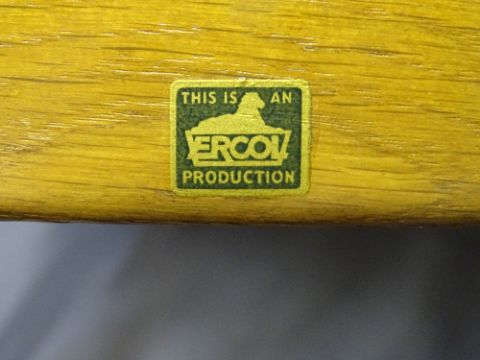 THIS IS AN
ERCOL
PRODUCTION